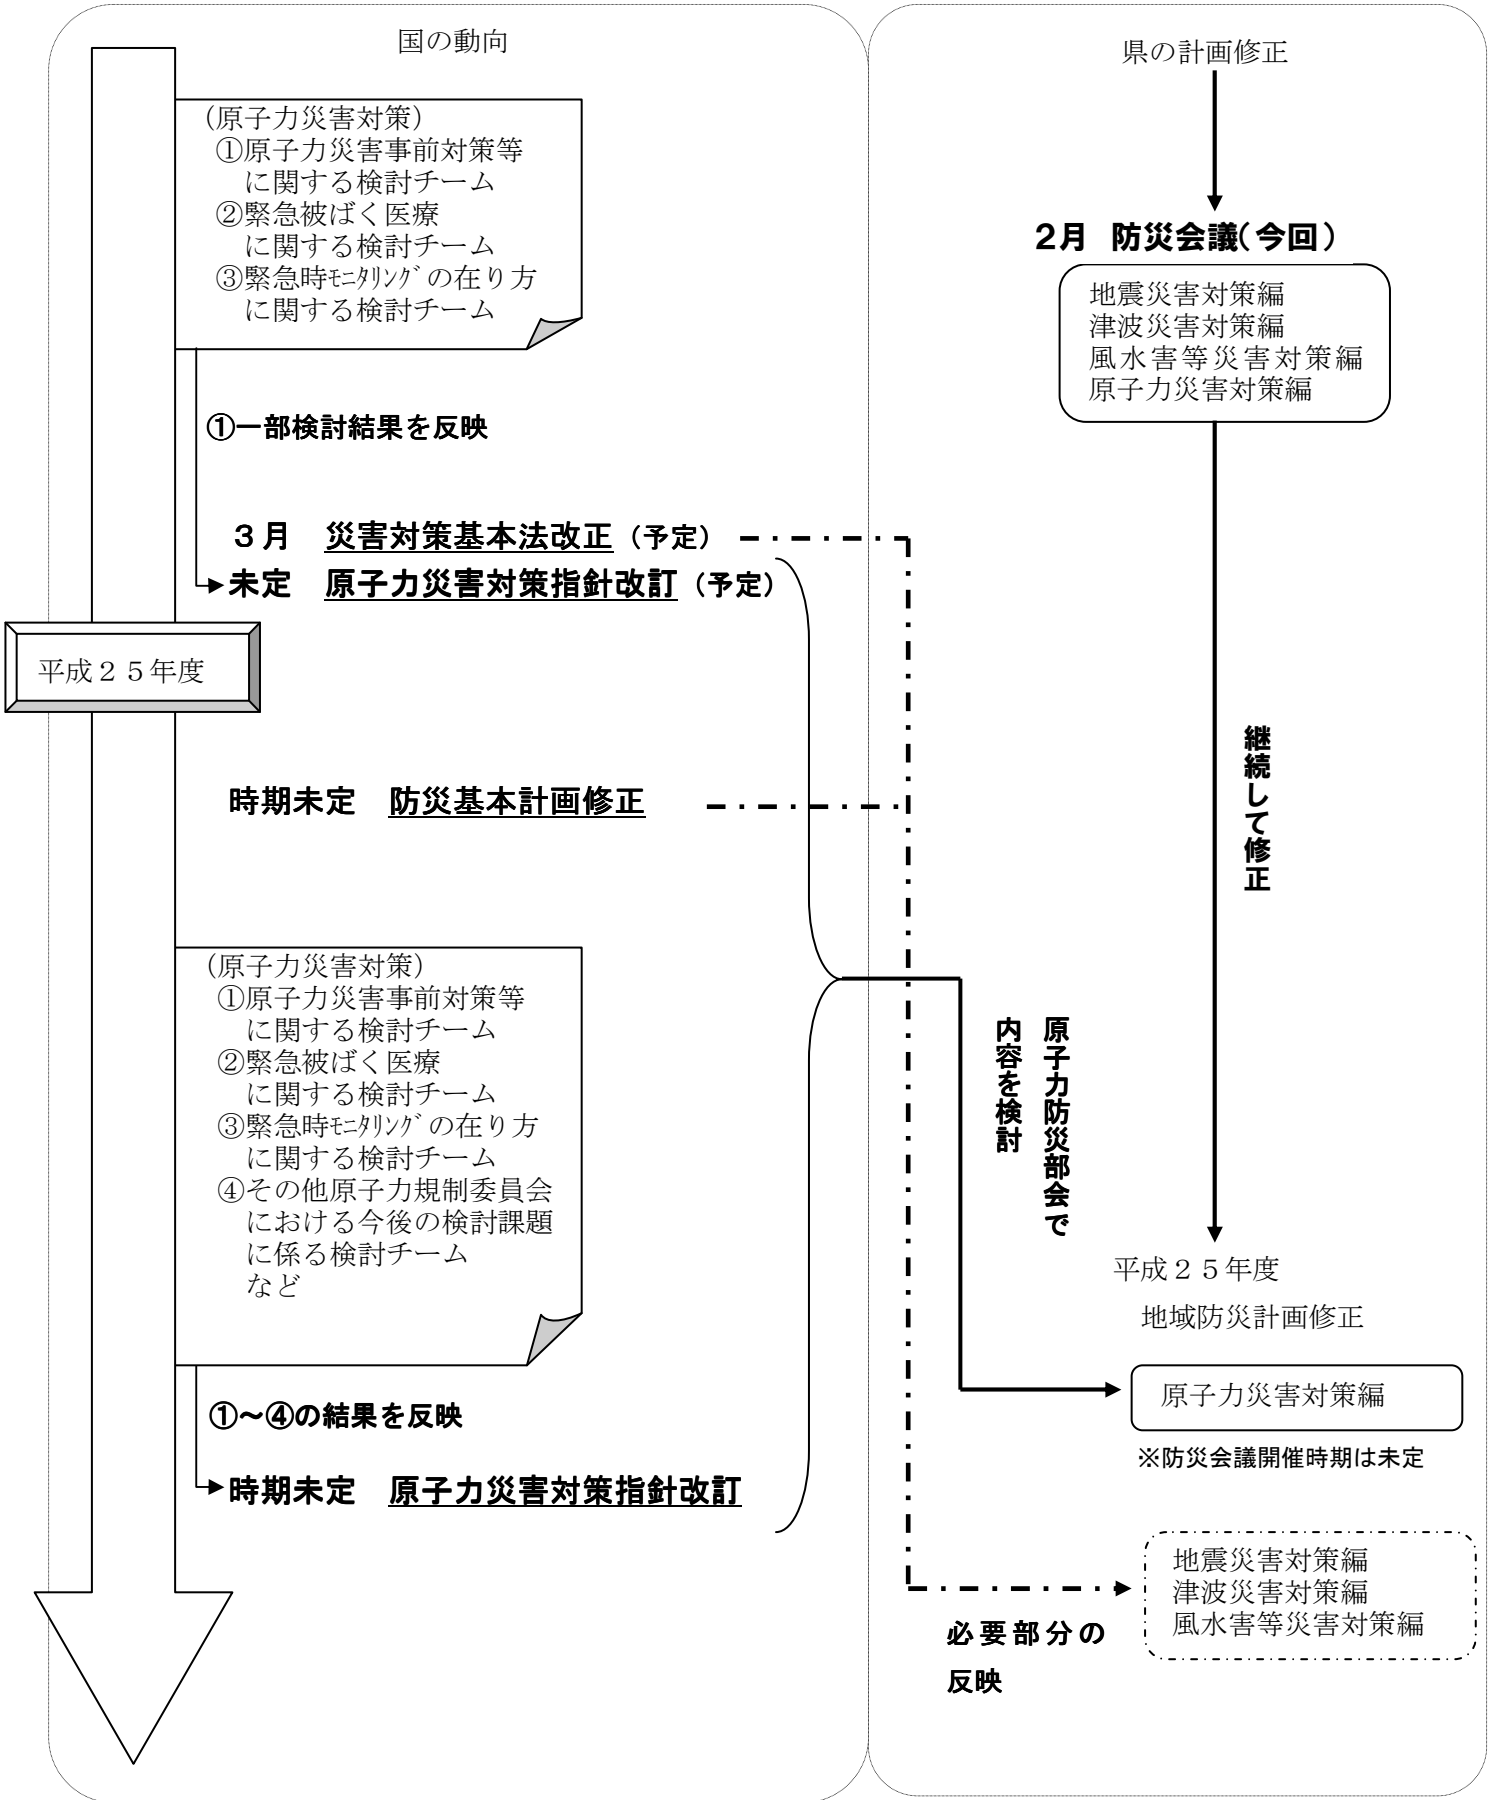 国の動向
(原子力災害対策)
①原子力災害事前対策等
に関する検討チーム
②緊急被ばく医療
に関する検討チーム
③緊急時ﾓﾆﾀﾘﾝｸﾞの在り方
に関する検討チーム
①一部検討結果を反映
３月　災害対策基本法改正（予定）
未定　原子力災害対策指針改訂（予定）
平成２５年度
時期未定　防災基本計画修正
(原子力災害対策)
①原子力災害事前対策等
に関する検討チーム
②緊急被ばく医療
に関する検討チーム
③緊急時ﾓﾆﾀﾘﾝｸﾞの在り方
に関する検討チーム
④その他原子力規制委員会
における今後の検討課題
に係る検討チーム
など
①～④の結果を反映
時期未定　原子力災害対策指針改訂
県の計画修正
２月　防災会議（今回）
地震災害対策編
津波災害対策編
風水害等災害対策編
原子力災害対策編
継続して修正
原子力防災部会で
内容を検討
平成２５年度
地域防災計画修正
原子力災害対策編
※防災会議開催時期は未定
地震災害対策編
津波災害対策編
風水害等災害対策編
必要部分の
反映